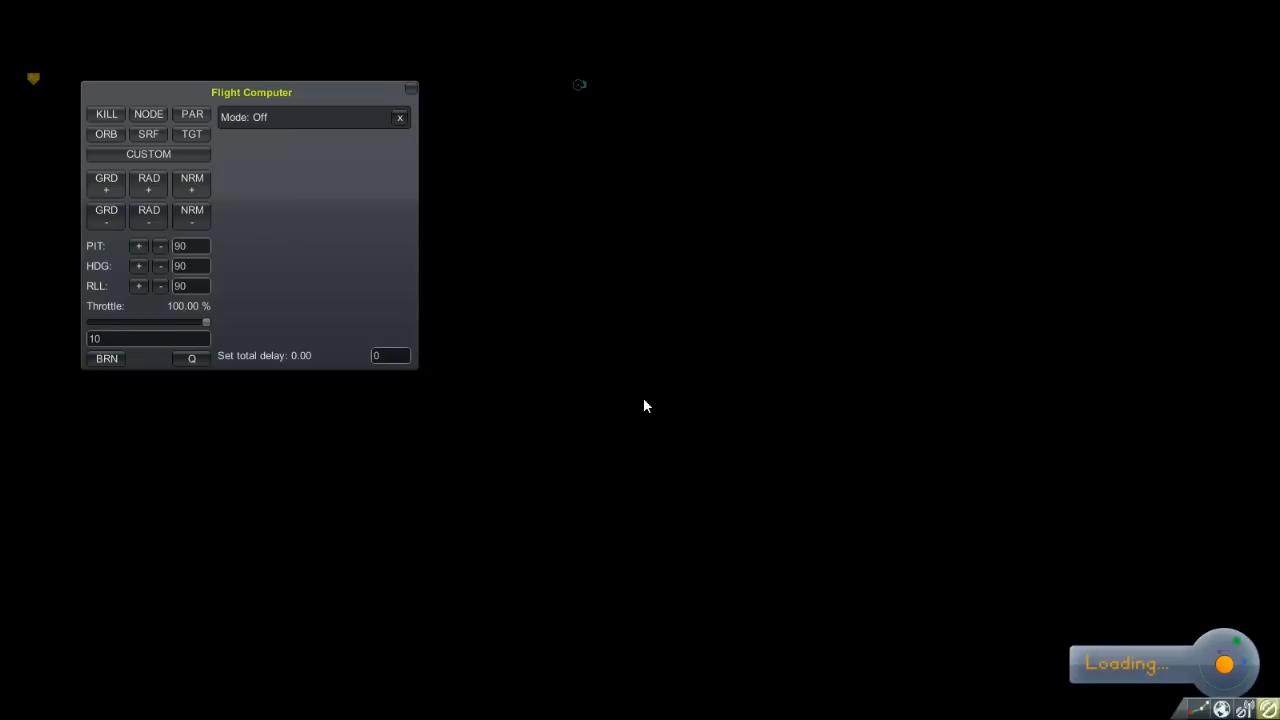 Flight Computer
KILL NODE PAR
Mode: Off x
ORB SRF TGT
CUSTOM
GRD + RAD + NRM +
GRD - RAD - NRM -
PIT: + - 90
HDG: + - 90
RLL: + - 90
Throttle: 100.00 %
10
BRN Q
Set total delay: 0.00 0
Loading...